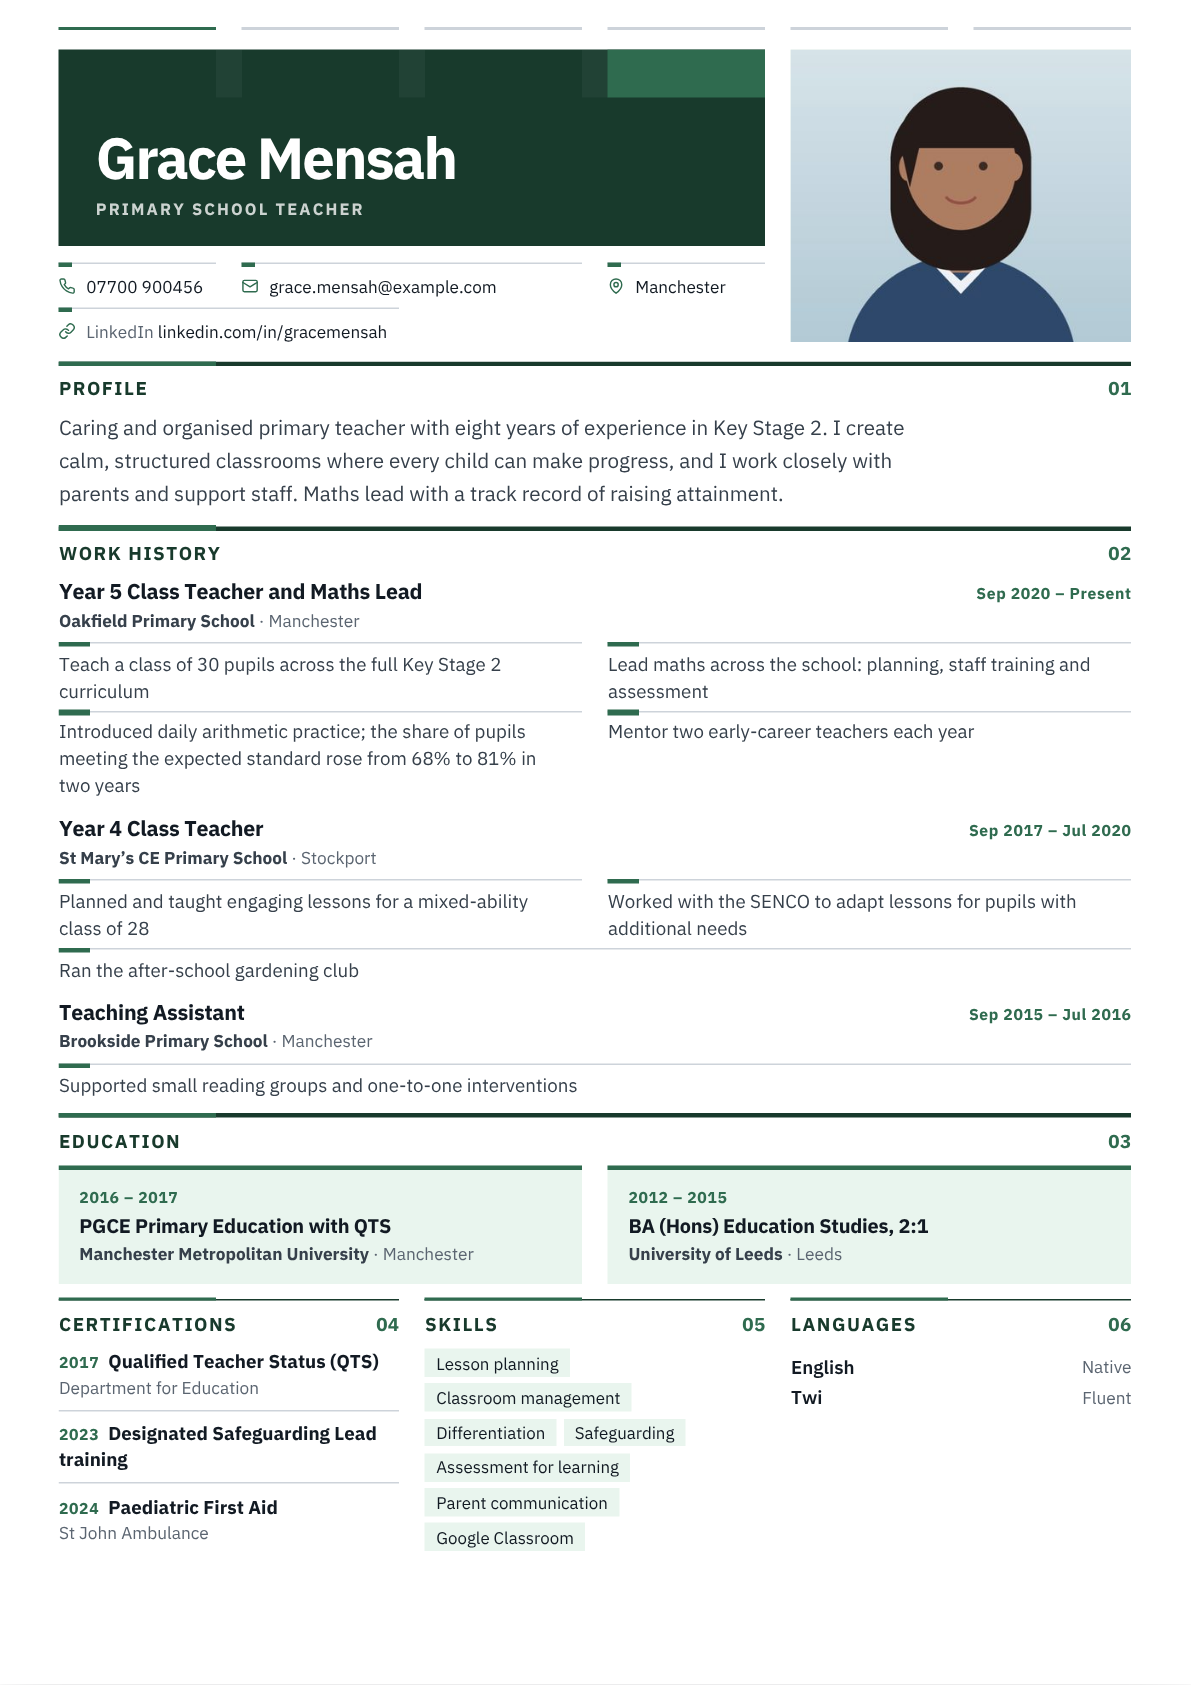 Grace Mensah
PRIMARY SCHOOL TEACHER
07700 900456
grace.mensah@example.com
Manchester
LinkedIn linkedin.com/in/gracemensah
PROFILE 01
Caring and organised primary teacher with eight years of experience in Key Stage 2. I create
calm, structured classrooms where every child can make progress, and I work closely with
parents and support staff. Maths lead with a track record of raising attainment.
WORK HISTORY 02
Year 5 Class Teacher and Maths Lead Sep 2020 – Present
Oakfield Primary School · Manchester
Teach a class of 30 pupils across the full Key Stage 2
curriculum
Lead maths across the school: planning, staff training and
assessment
Introduced daily arithmetic practice; the share of pupils
meeting the expected standard rose from 68% to 81% in
two years
Mentor two early-career teachers each year
Year 4 Class Teacher Sep 2017 – Jul 2020
St Mary’s CE Primary School · Stockport
Planned and taught engaging lessons for a mixed-ability
class of 28
Worked with the SENCO to adapt lessons for pupils with
additional needs
Ran the after-school gardening club
Teaching Assistant Sep 2015 – Jul 2016
Brookside Primary School · Manchester
Supported small reading groups and one-to-one interventions
EDUCATION 03
2016 – 2017
PGCE Primary Education with QTS
Manchester Metropolitan University · Manchester
2012 – 2015
BA (Hons) Education Studies, 2:1
University of Leeds · Leeds
CERTIFICATIONS 04
2017 Qualified Teacher Status (QTS)
Department for Education
2023 Designated Safeguarding Lead
training
2024 Paediatric First Aid
St John Ambulance
SKILLS 05
Lesson planning
Classroom management
Differentiation Safeguarding
Assessment for learning
Parent communication
Google Classroom
LANGUAGES 06
English Native
Twi Fluent